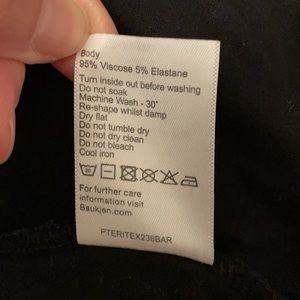 Body
95% Viscose 5% Elastane
Turn inside out before washing
Do not soak
Machine Wash - 30°
Re-shape whilst damp
Dry flat
Do not tumble dry
Do not dry clean
Do not bleach
Cool iron
30
For further care
information visit
Baukjen.com
PTERITEX236BAR